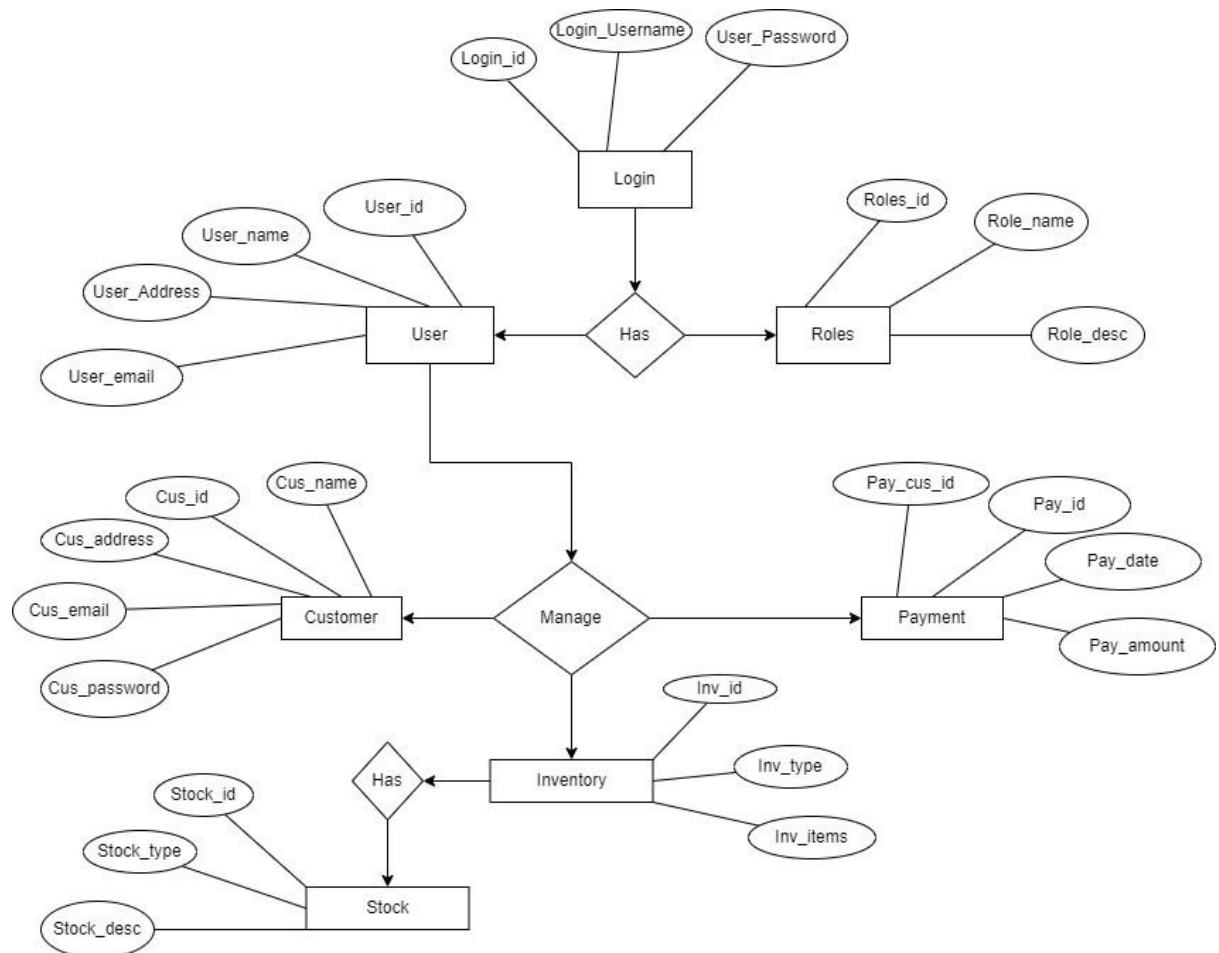 Login_Username
User_Password
Login_id
Login
User_id
Roles_id
User_name
Role_name
User_Address
User
Has
Roles
Role_desc
User_email
Cus_name
Pay_cus_id
Cus_id
Pay_id
Cus_address
Pay_date
Cus_email
Customer
Manage
Payment
Pay_amount
Cus_password
Inv_id
Inv_type
Has
Inventory
Stock_id
Inv_items
Stock_type
Stock
Stock_desc